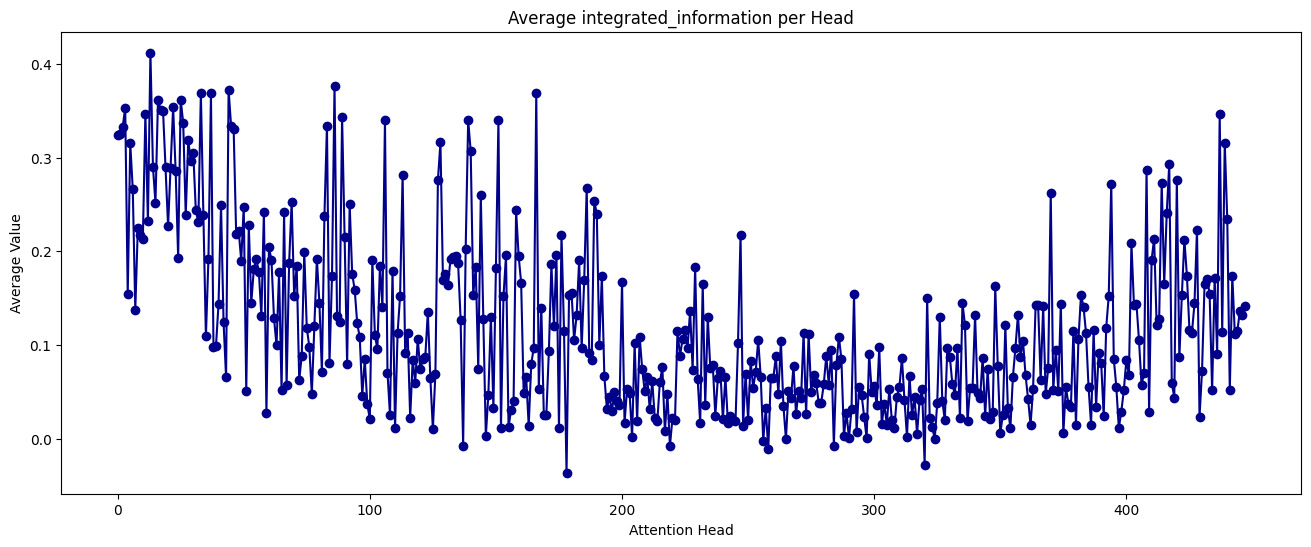 Average integrated_information per Head
0.4
0.3
0.2
0.1
0.0
Average Value
0 100 200 300 400
Attention Head